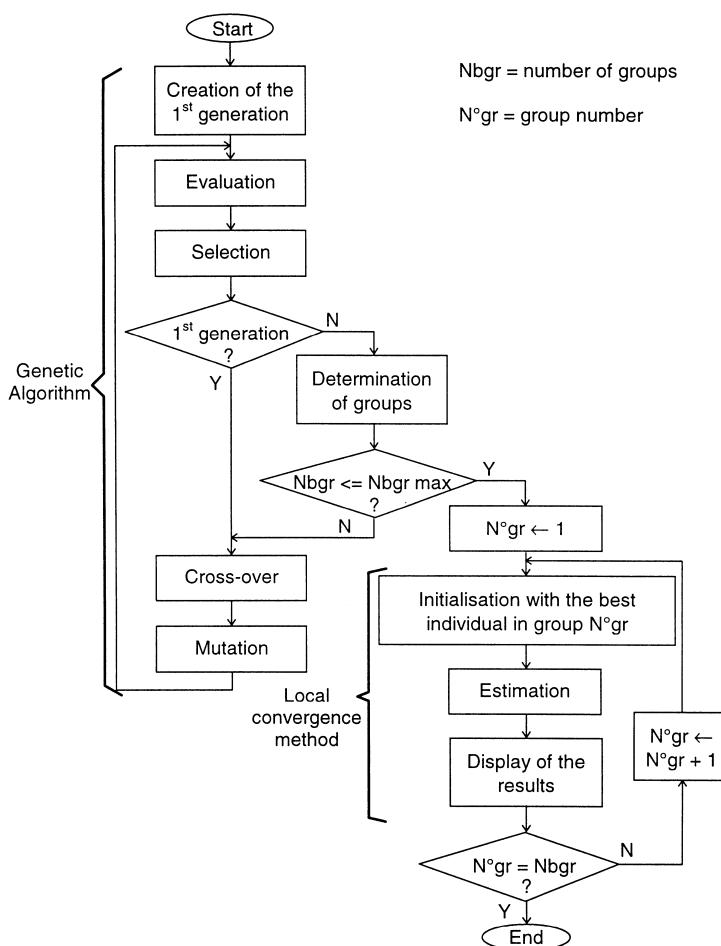 Start
Nbgr = number of groups
Creation of the
1st generation
N°gr = group number
Evaluation
Selection
1st generation
?
N
Y
Genetic
Algorithm
Determination
of groups
Nbgr <= Nbgr max
?
Y
N
N°gr ← 1
Cross-over
Mutation
Initialisation with the best
individual in group N°gr
Local
convergence
method
Estimation
Display of the
results
N°gr ←
N°gr + 1
N°gr = Nbgr
?
N
Y
End